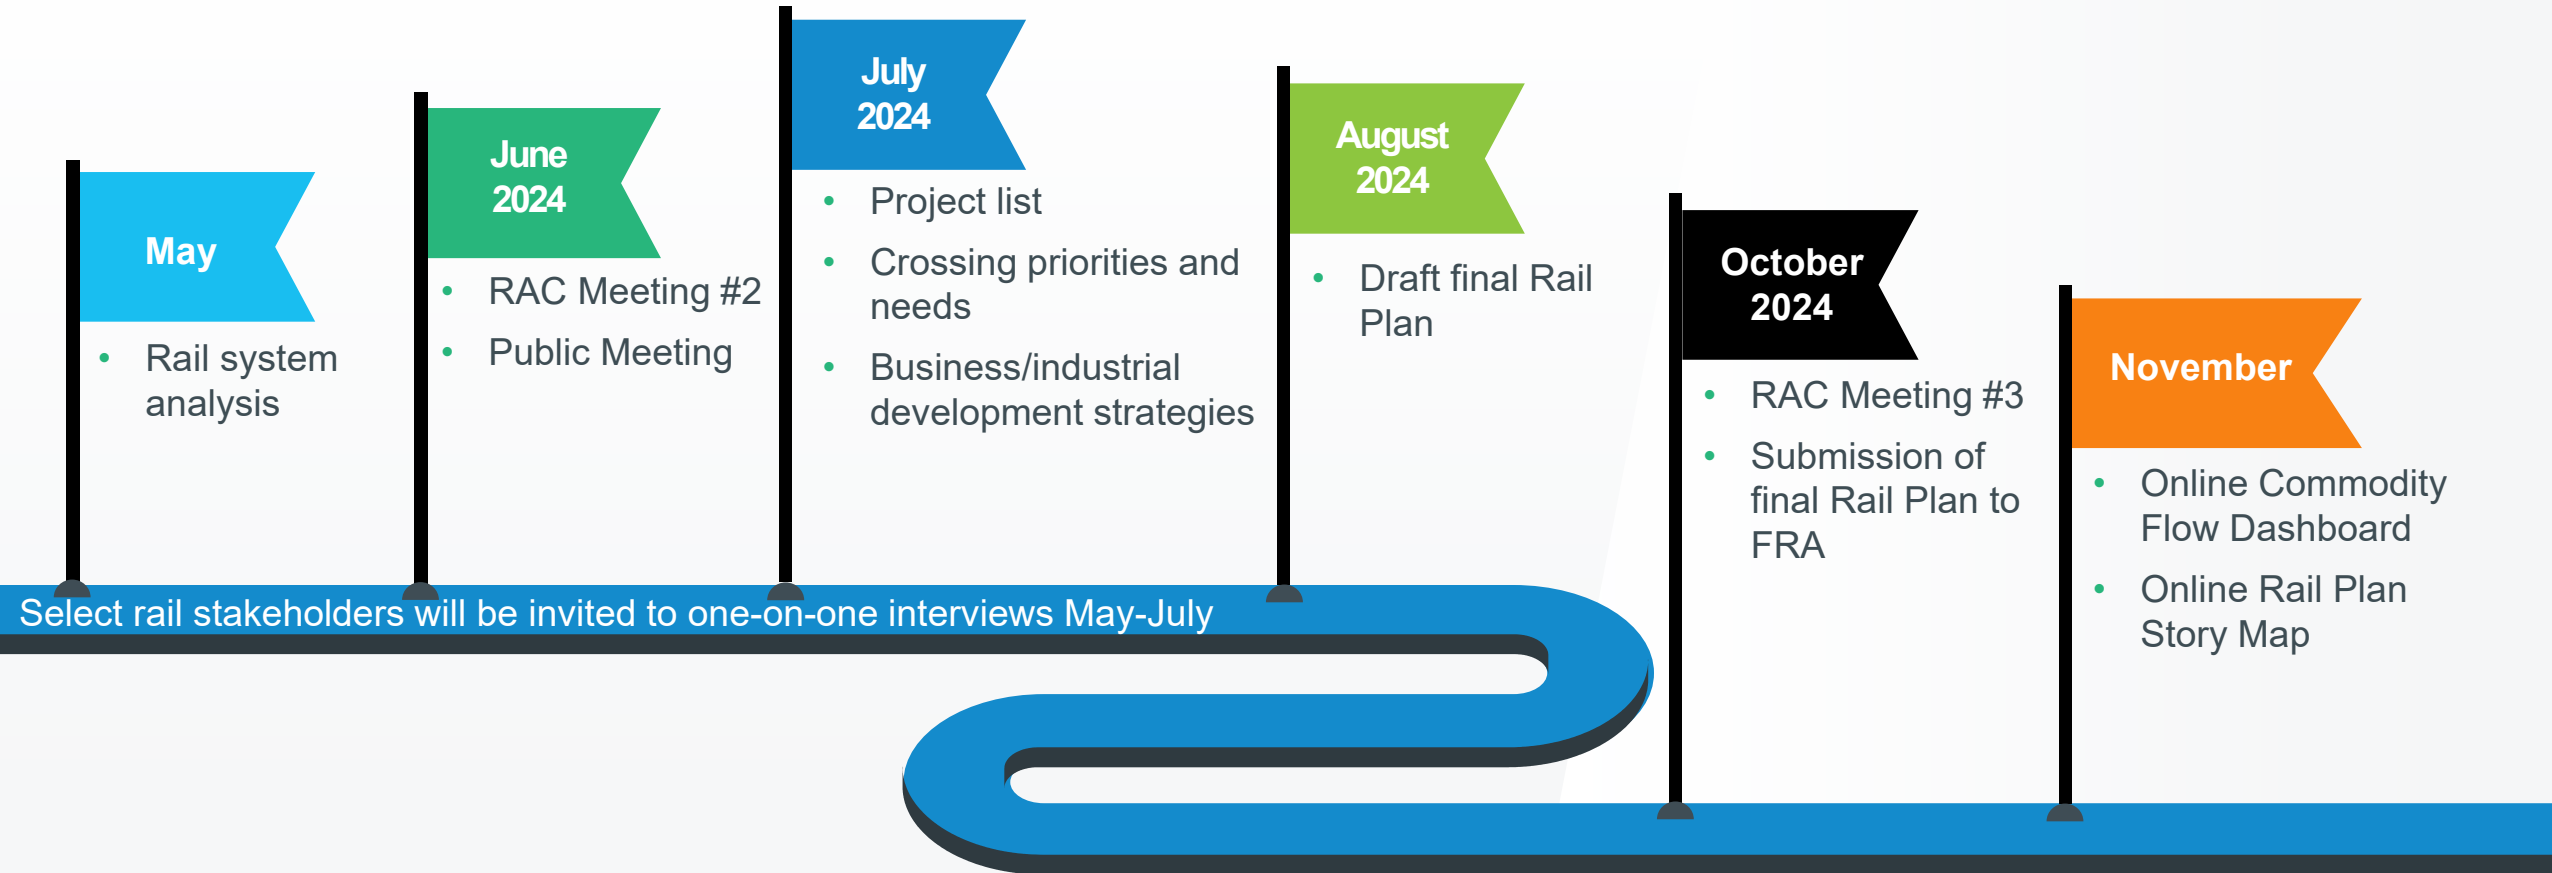 May
• Rail system
analysis
June
2024
• RAC Meeting #2
• Public Meeting
July
2024
• Project list
• Crossing priorities and
needs
• Business/industrial
development strategies
August
2024
• Draft final Rail
Plan
October
2024
• RAC Meeting #3
• Submission of
final Rail Plan to
FRA
November
• Online Commodity
Flow Dashboard
• Online Rail Plan
Story Map
Select rail stakeholders will be invited to one-on-one interviews May-July